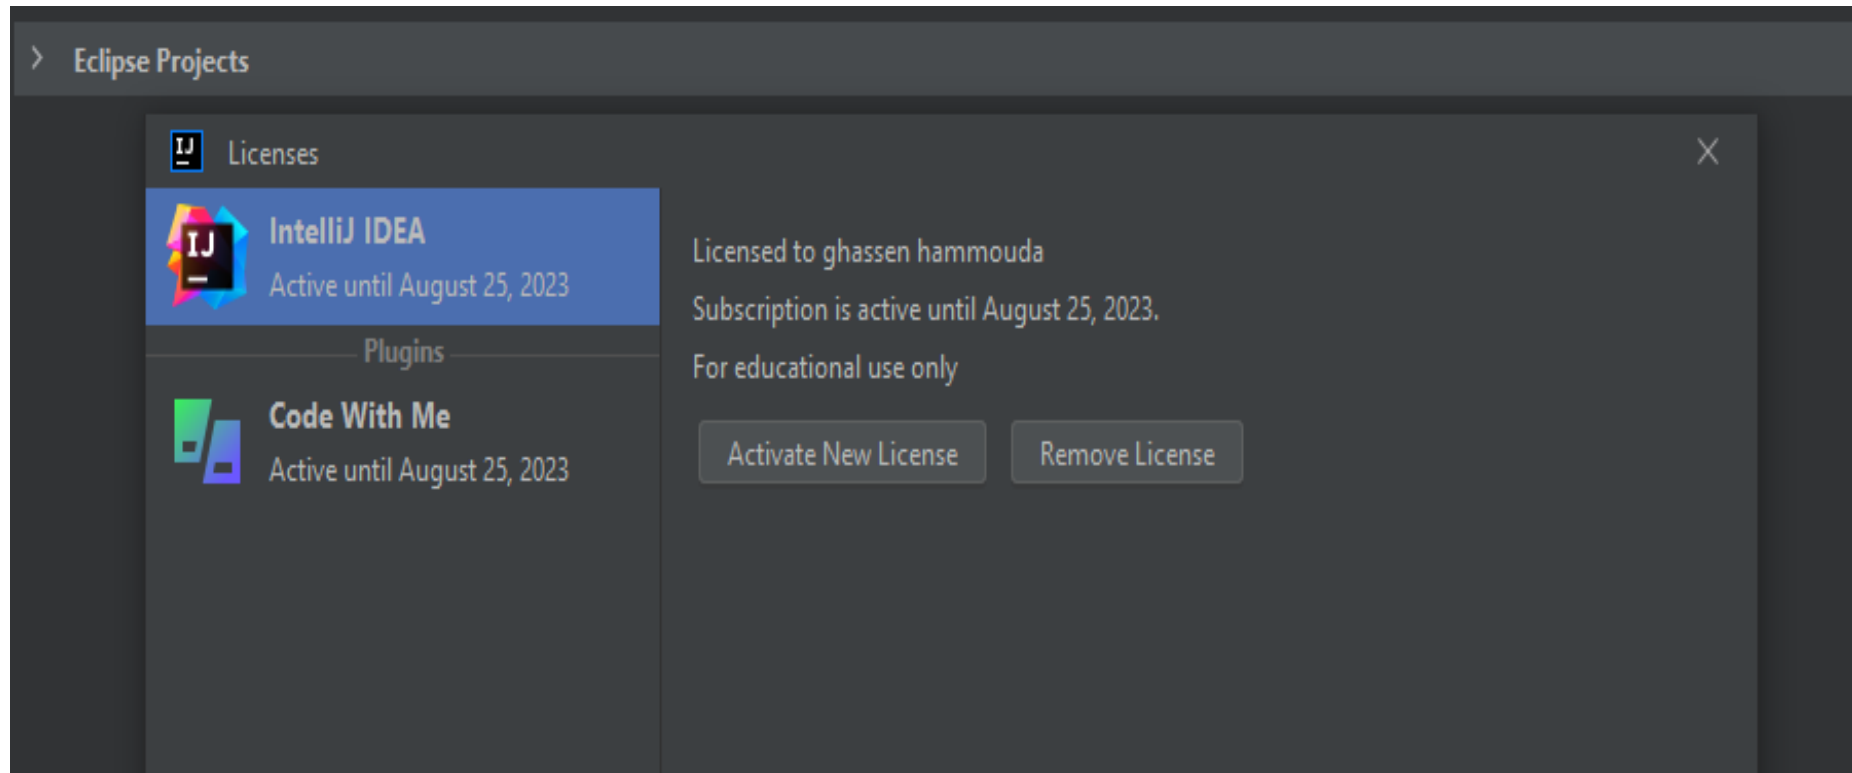 Eclipse Projects
IJ
Licenses
IJ
IntelliJ IDEA
Active until August 25, 2023
Plugins
Code With Me
Active until August 25, 2023
Licensed to ghassen hammouda
Subscription is active until August 25, 2023.
For educational use only
Activate New License
Remove License